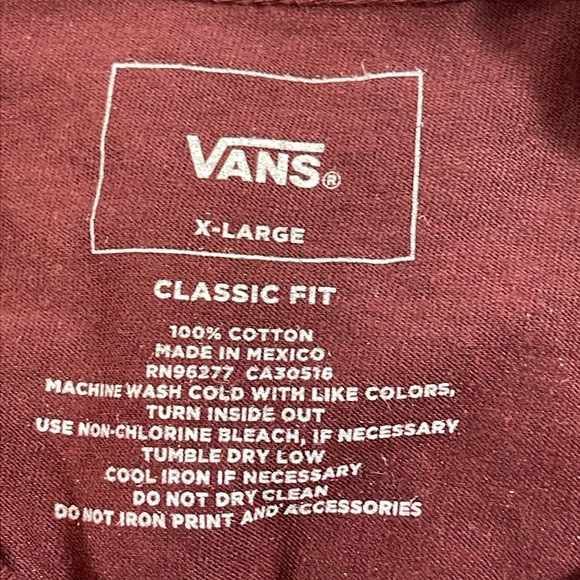 VANS®
X-LARGE
CLASSIC FIT
100% COTTON
MADE IN MEXICO
RN96277 CA30516
MACHINE WASH COLD WITH LIKE COLORS,
TURN INSIDE OUT
USE NON-CHLORINE BLEACH, IF NECESSARY
TUMBLE DRY LOW
COOL IRON IF NECESSARY
DO NOT DRY CLEAN
DO NOT IRON PRINT AND ACCESSORIES